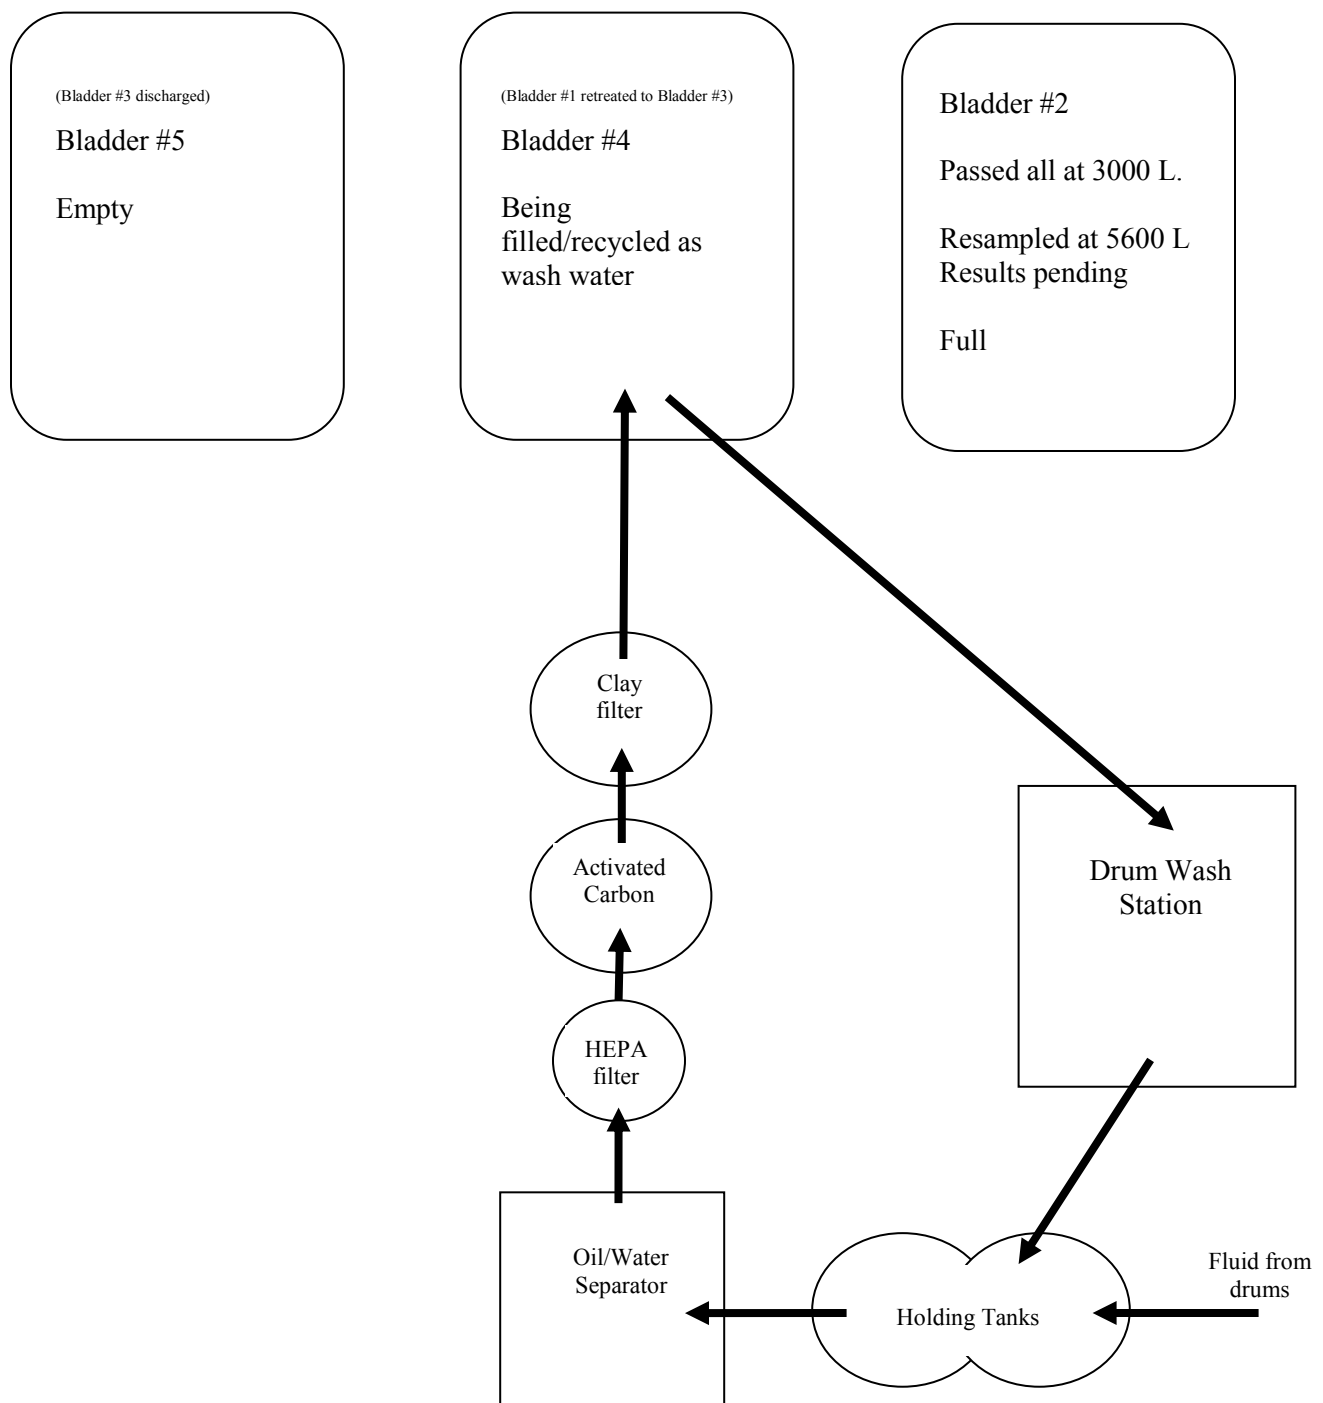 (Bladder #3 discharged)
Bladder #5
Empty
(Bladder #1 retreated to Bladder #3)
Bladder #4
Being
filled/recycled as
wash water
Bladder #2
Passed all at 3000 L.
Resampled at 5600 L
Results pending
Full
Clay
filter
Activated
Carbon
HEPA
filter
Drum Wash
Station
Oil/Water
Separator
Holding Tanks
Fluid from
drums